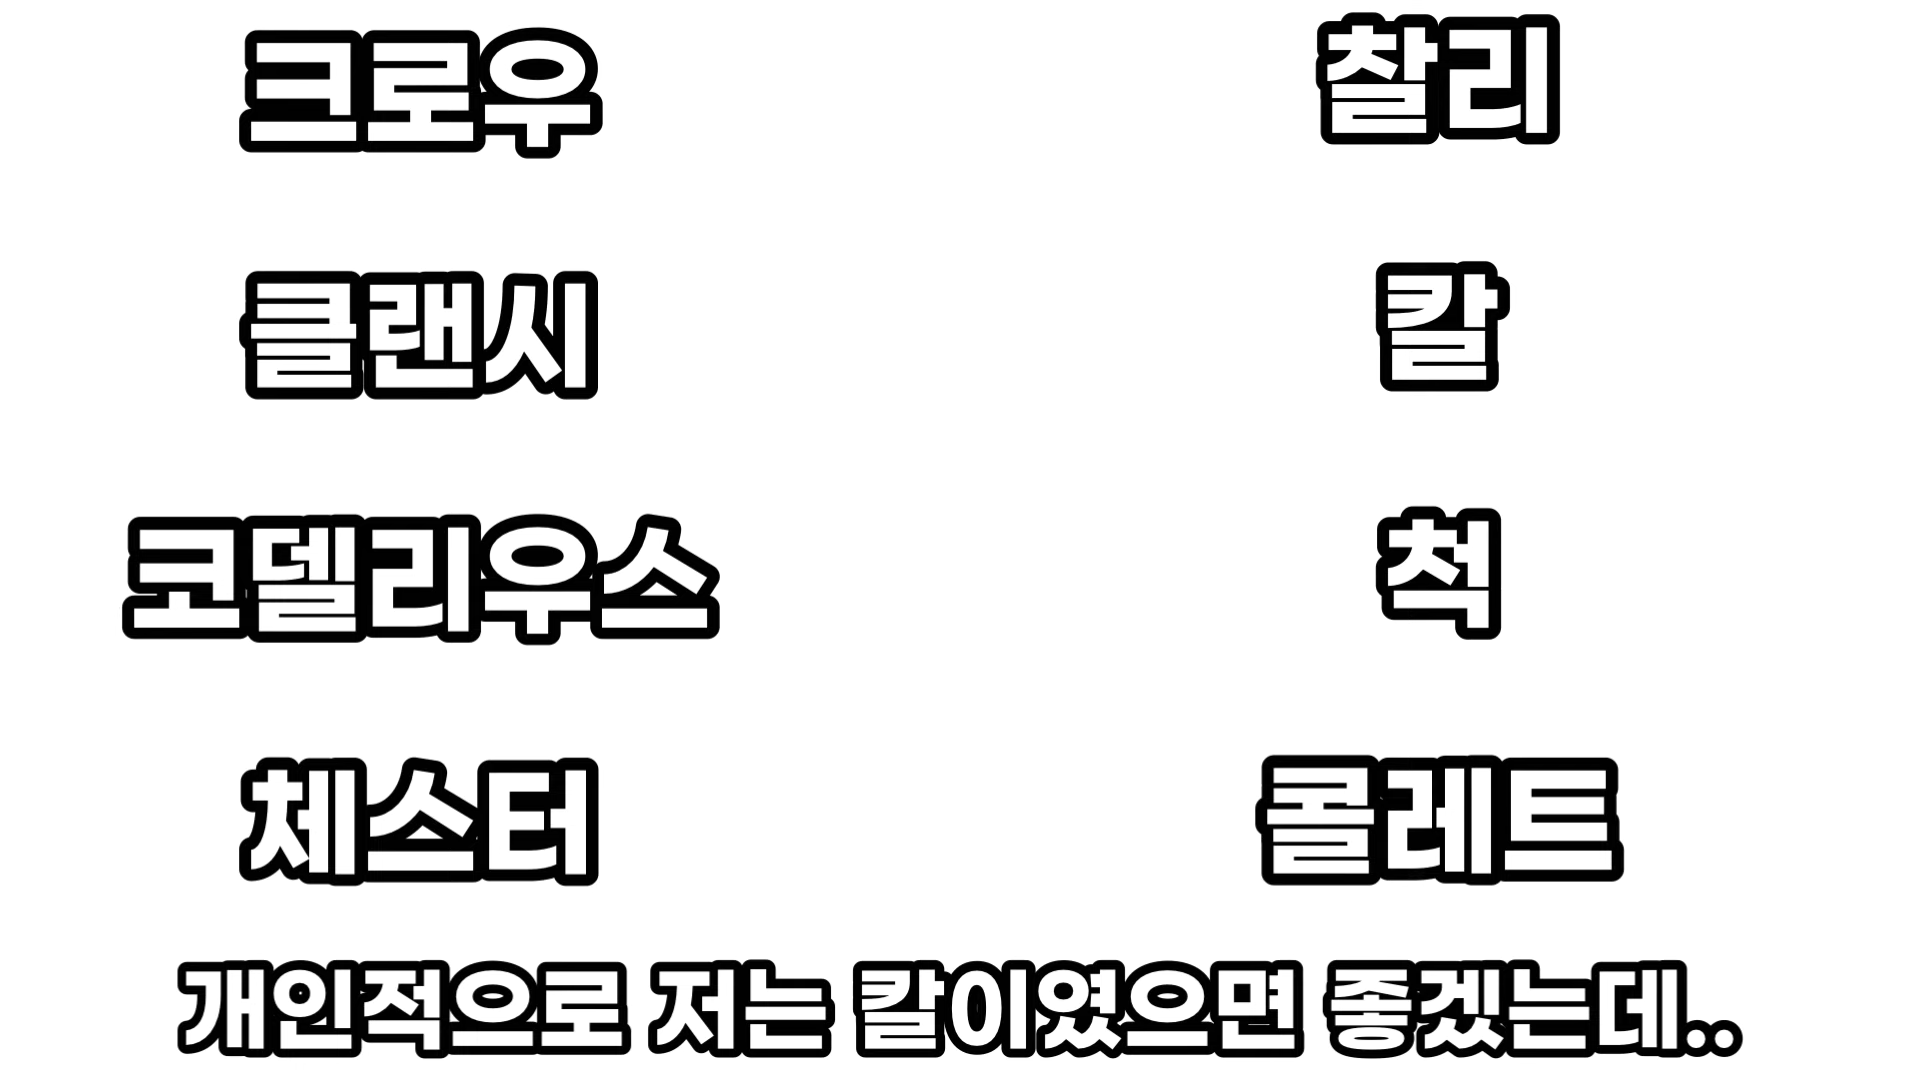 크로우
찰리
클랜시
칼
코델리우스
척
체스터
콜레트
개인적으로 저는 칼이였으면 좋겠는데..